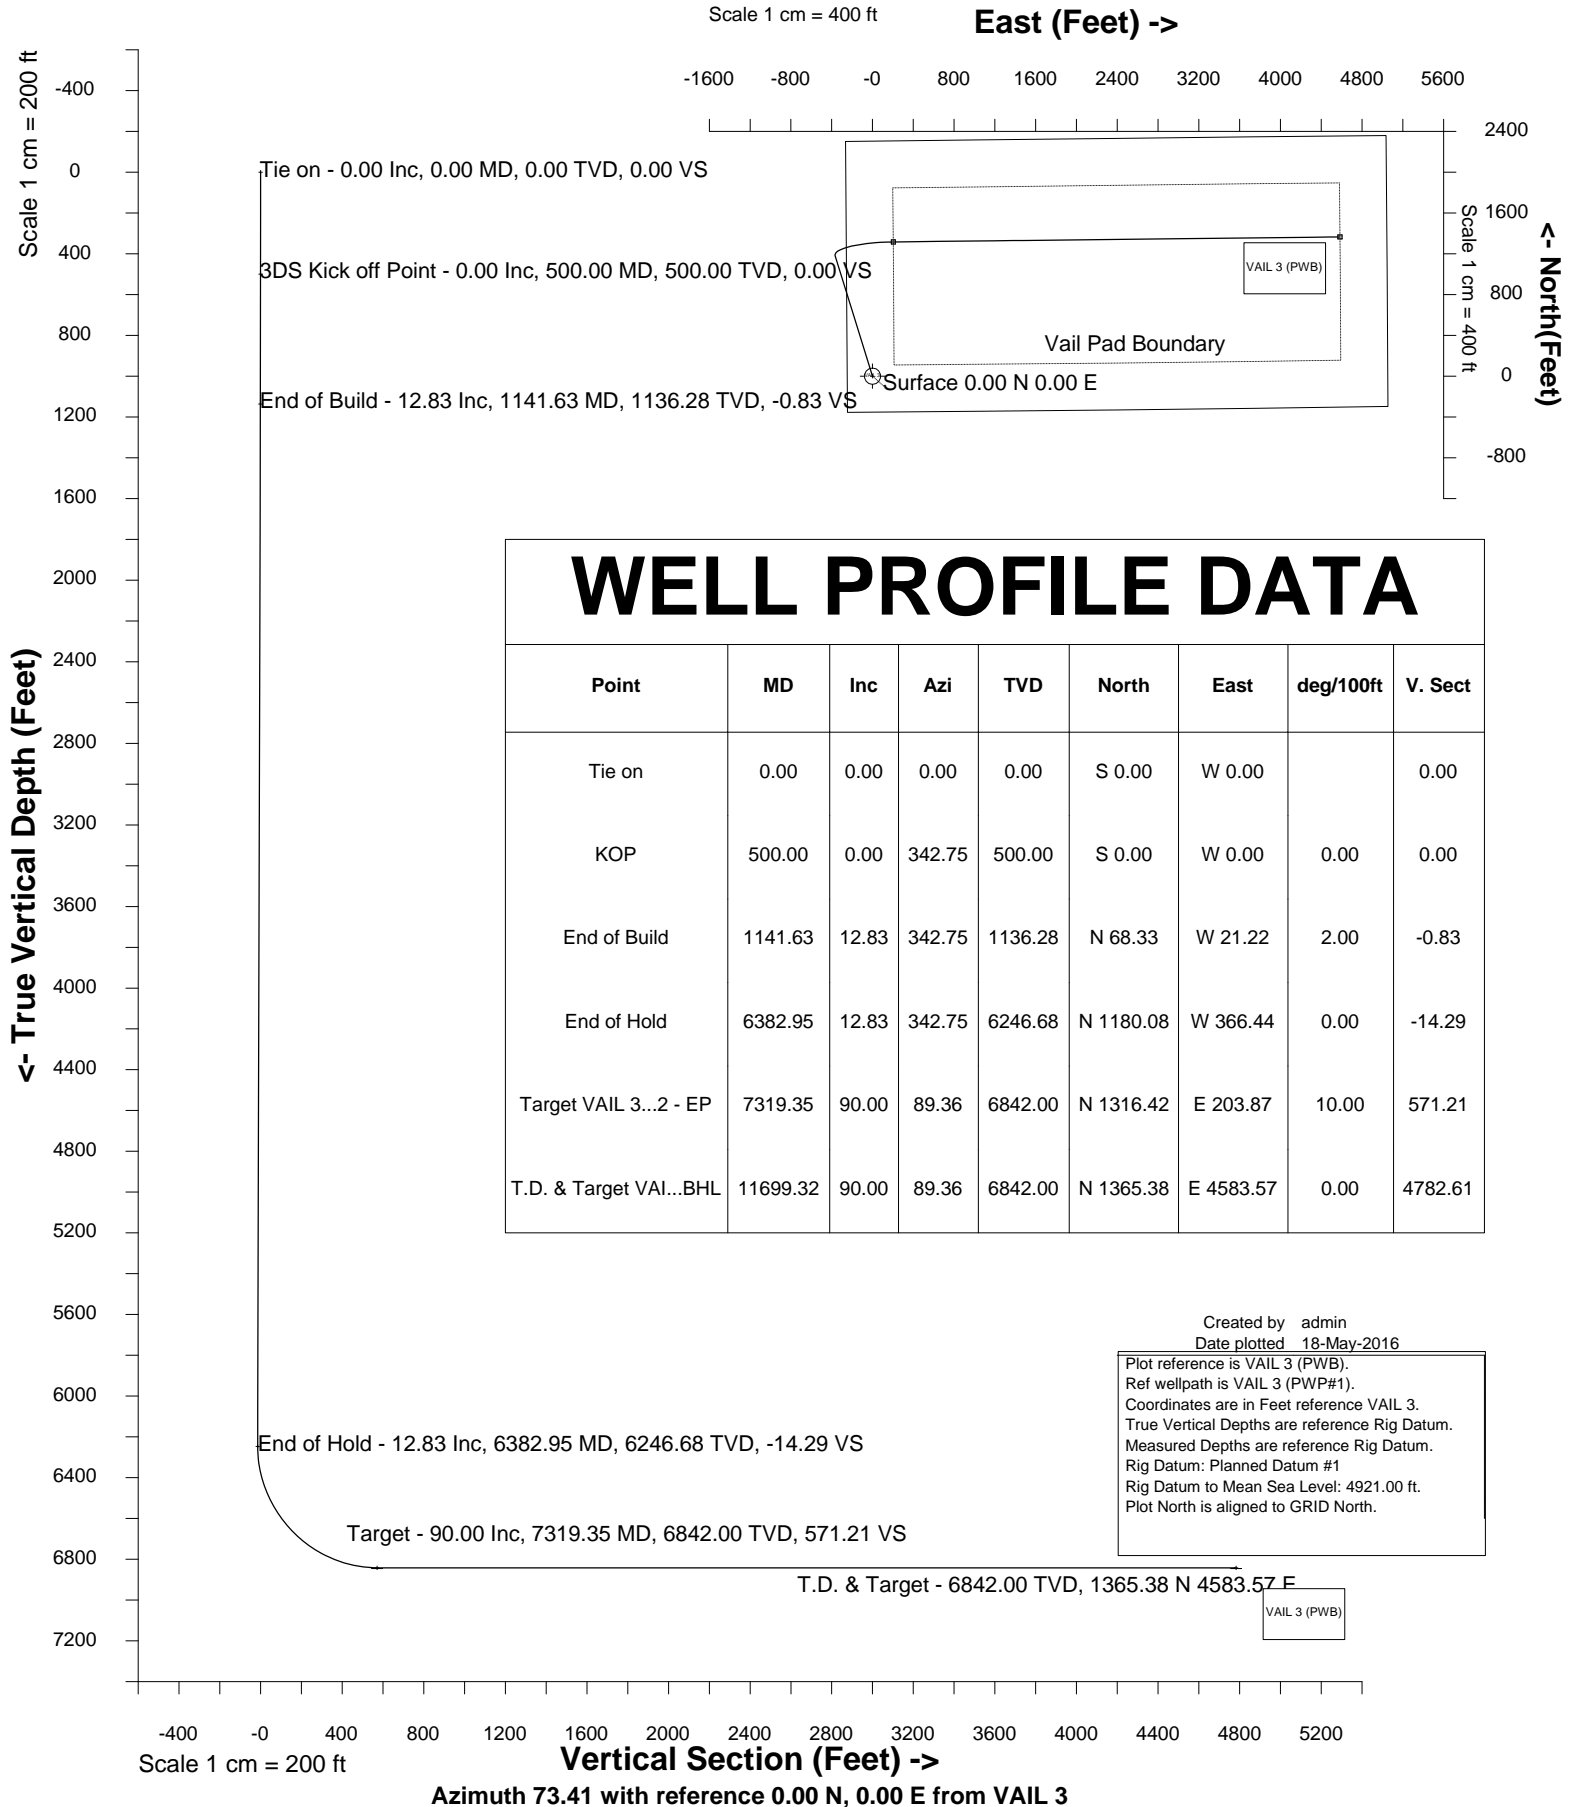 Scale 1 cm = 400 ft
East (Feet) ->
-1600 -800 -0 800 1600 2400 3200 4000 4800 5600
Scale 1 cm = 200 ft
-400
0
400
800
1200
1600
2000
2400
2800
3200
3600
4000
4400
4800
5200
5600
6000
6400
6800
7200
<- True Vertical Depth (Feet)
Tie on - 0.00 Inc, 0.00 MD, 0.00 TVD, 0.00 VS
3DS Kick off Point - 0.00 Inc, 500.00 MD, 500.00 TVD, 0.00 VS
End of Build - 12.83 Inc, 1141.63 MD, 1136.28 TVD, -0.83 VS
VAIL 3 (PWB)
Vail Pad Boundary
Surface 0.00 N 0.00 E
2400
1600
800
0
-800
Scale 1 cm = 400 ft
<- North(Feet)
WELL PROFILE DATA
Point MD Inc Azi TVD North East deg/100ft V. Sect
Tie on 0.00 0.00 0.00 0.00 S 0.00 W 0.00 0.00
KOP 500.00 0.00 342.75 500.00 S 0.00 W 0.00 0.00 0.00
End of Build 1141.63 12.83 342.75 1136.28 N 68.33 W 21.22 2.00 -0.83
End of Hold 6382.95 12.83 342.75 6246.68 N 1180.08 W 366.44 0.00 -14.29
Target VAIL 3...2 - EP 7319.35 90.00 89.36 6842.00 N 1316.42 E 203.87 10.00 571.21
T.D. & Target VAI...BHL 11699.32 90.00 89.36 6842.00 N 1365.38 E 4583.57 0.00 4782.61
Created by admin
Date plotted 18-May-2016
Plot reference is VAIL 3 (PWB).
Ref wellpath is VAIL 3 (PWP#1).
Coordinates are in Feet reference VAIL 3.
True Vertical Depths are reference Rig Datum.
Measured Depths are reference Rig Datum.
Rig Datum: Planned Datum #1
Rig Datum to Mean Sea Level: 4921.00 ft.
Plot North is aligned to GRID North.
End of Hold - 12.83 Inc, 6382.95 MD, 6246.68 TVD, -14.29 VS
Target - 90.00 Inc, 7319.35 MD, 6842.00 TVD, 571.21 VS
T.D. & Target - 6842.00 TVD, 1365.38 N 4583.57 E
VAIL 3 (PWB)
-400 -0 400 800 1200 1600 2000 2400 2800 3200 3600 4000 4400 4800 5200
Scale 1 cm = 200 ft
Vertical Section (Feet) ->
Azimuth 73.41 with reference 0.00 N, 0.00 E from VAIL 3